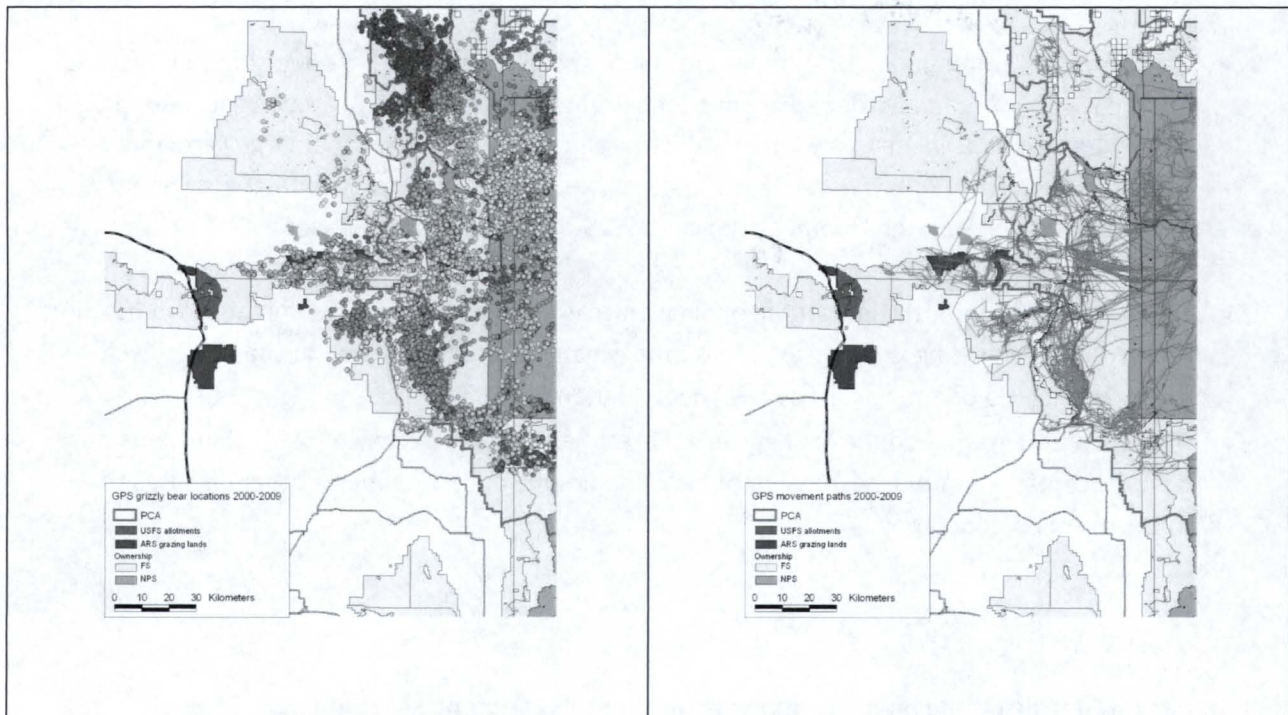 GPS grizzly bear locations 2000-2009
PCA
USFS allotments
ARS grazing lands
Ownership
FS
NPS
0 10 20 30 Kilometers
GPS movement paths 2000-2009
PCA
USFS allotments
ARS grazing lands
Ownership
FS
NPS
0 10 20 30 Kilometers